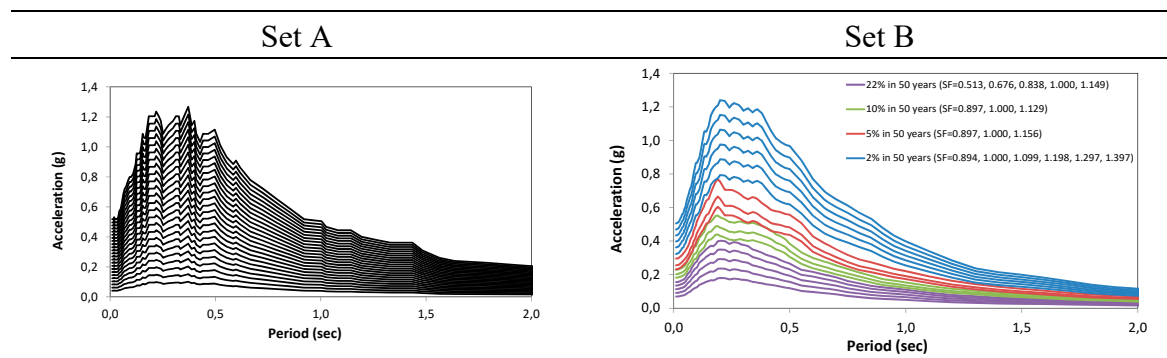 Set A
Set B
1,4
1,2
1,0
0,8
0,6
0,4
0,2
0,0
Acceleration (g)
0,0
0,5
1,0
1,5
2,0
Period (sec)
1,4
1,2
1,0
0,8
0,6
0,4
0,2
0,0
Acceleration (g)
22% in 50 years (SF=0.513, 0.676, 0.838, 1.000, 1.149)
10% in 50 years (SF=0.897, 1.000, 1.129)
5% in 50 years (SF=0.897, 1.000, 1.156)
2% in 50 years (SF=0.894, 1.000, 1.099, 1.198, 1.297, 1.397)
0,0
0,5
1,0
1,5
2,0
Period (sec)